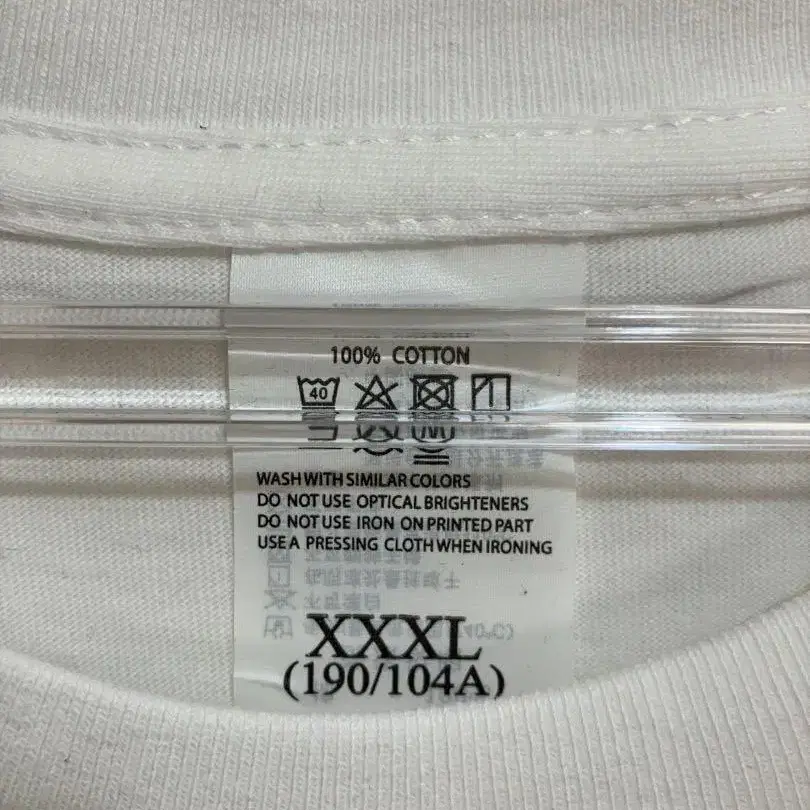 100% COTTON
40
WASH WITH SIMILAR COLORS
DO NOT USE OPTICAL BRIGHTENERS
DO NOT USE IRON ON PRINTED PART
USE A PRESSING CLOTH WHEN IRONING
XXXL
(190/104A)